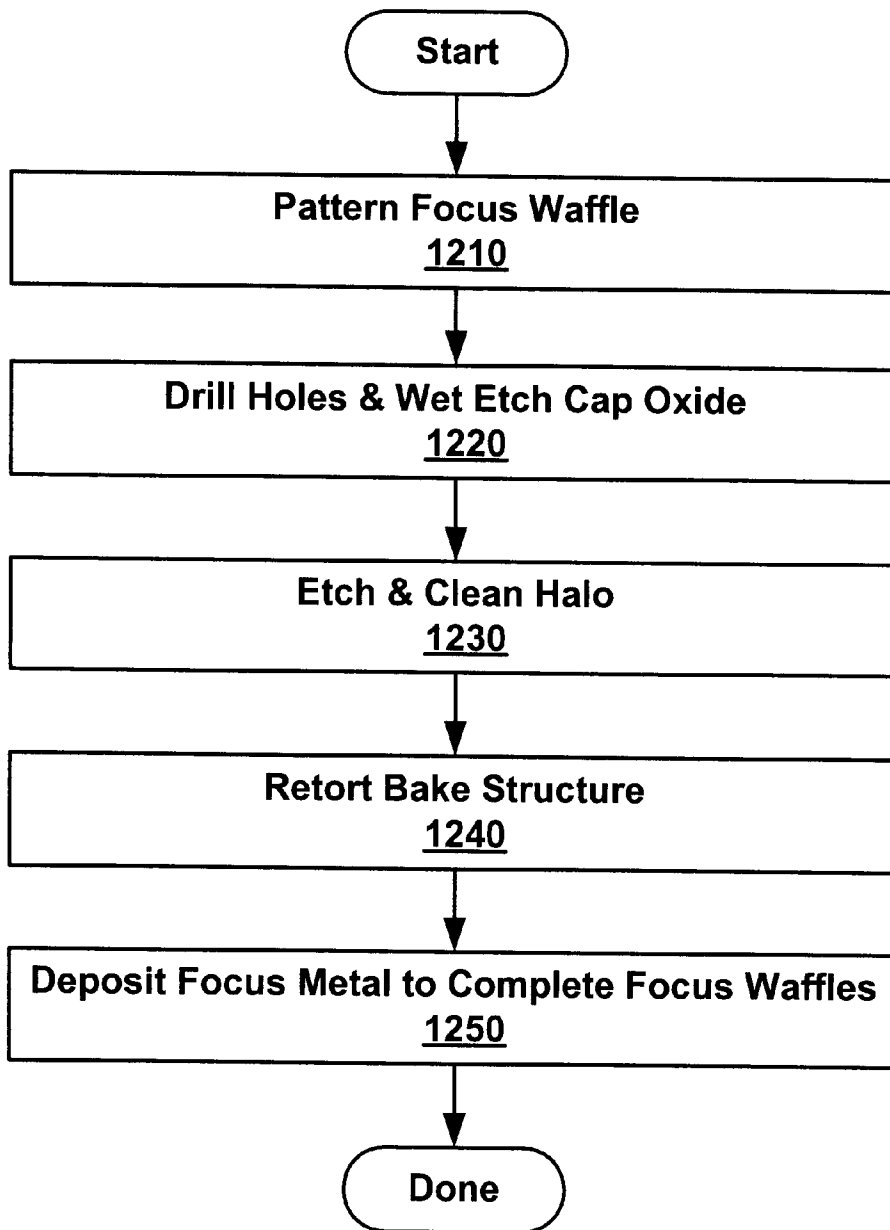 Start
Pattern Focus Waffle
1210
Drill Holes & Wet Etch Cap Oxide
1220
Etch & Clean Halo
1230
Retort Bake Structure
1240
Deposit Focus Metal to Complete Focus Waffles
1250
Done